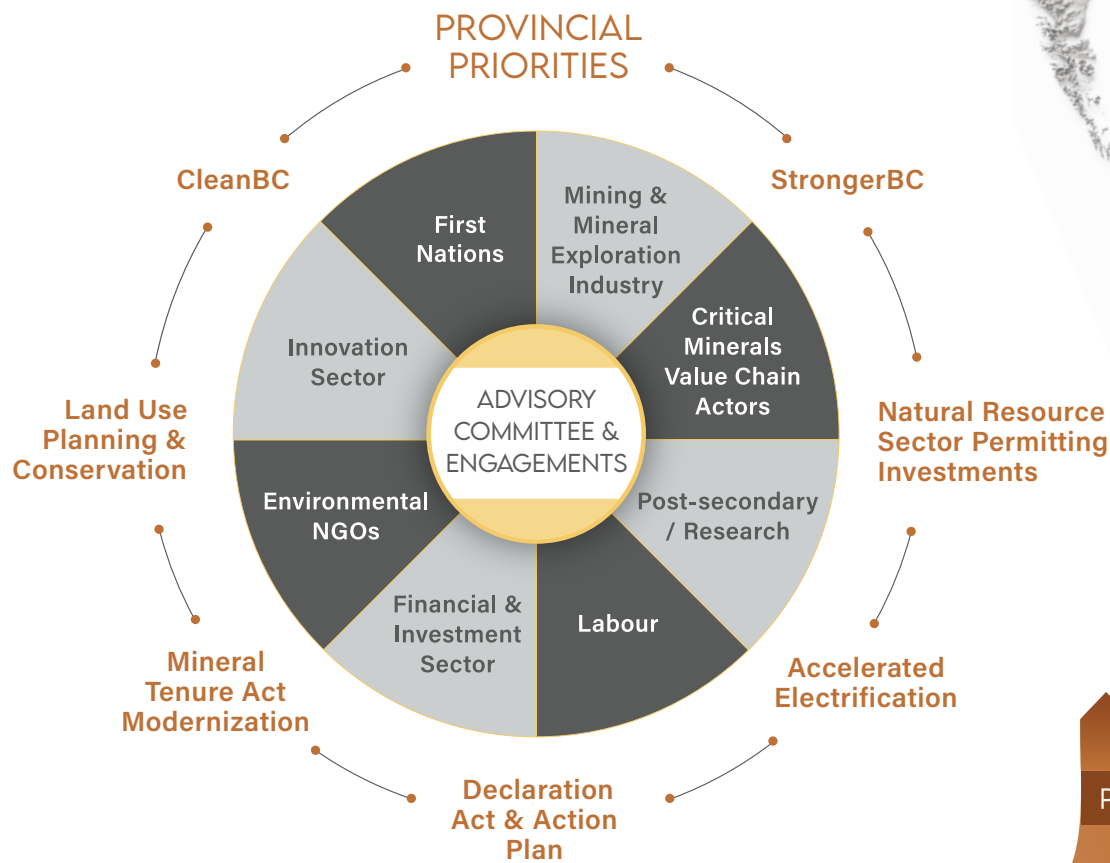 PROVINCIAL
PRIORITIES
CleanBC
StrongerBC
First
Nations
Mining &
Mineral
Exploration
Industry
Innovation
Sector
Critical
Minerals
Value Chain
Actors
ADVISORY
COMMITTEE &
ENGAGEMENTS
Land Use
Planning &
Conservation
Natural Resource
Sector Permitting
Investments
Environmental
NGOs
Post-secondary
/ Research
Financial &
Investment
Sector
Labour
Mineral
Tenure Act
Modernization
Accelerated
Electrification
Declaration
Act & Action
Plan
P